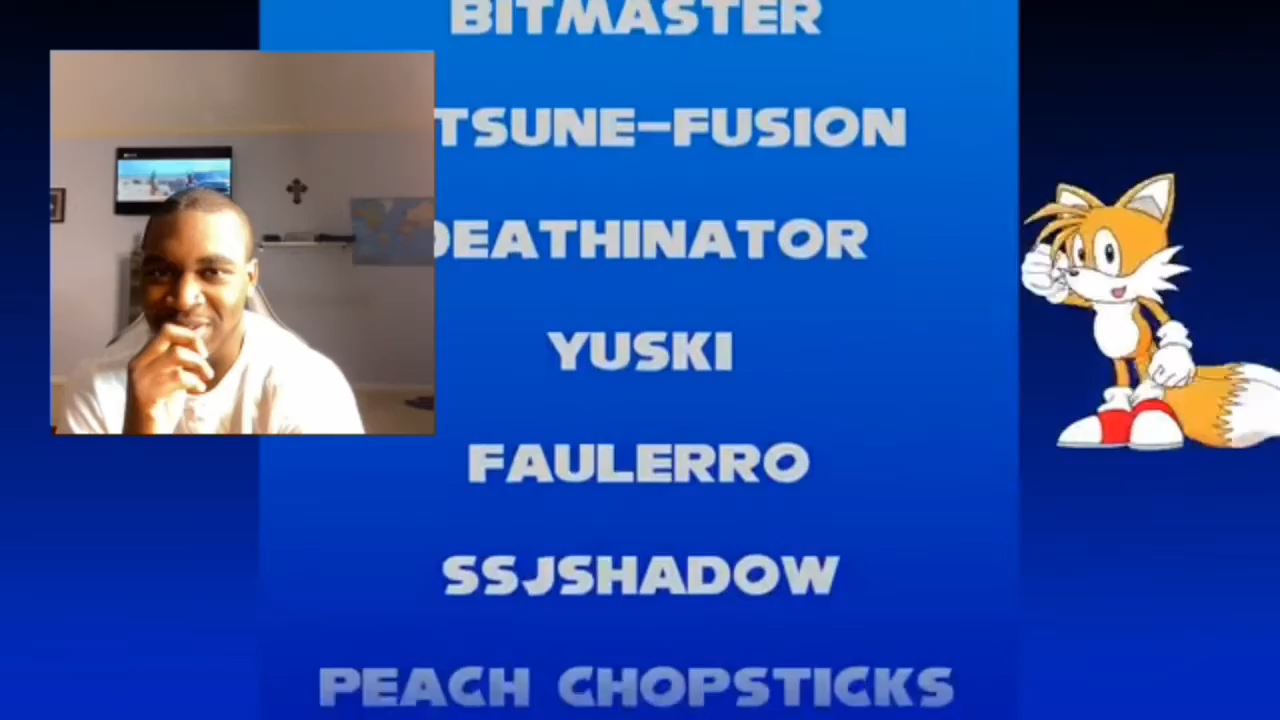 BITMASTER
TSUNE-FUSION
DEATHINATOR
YUSKI
FAULERRO
SSJSHADOW
PEACH CHOPSTICKS